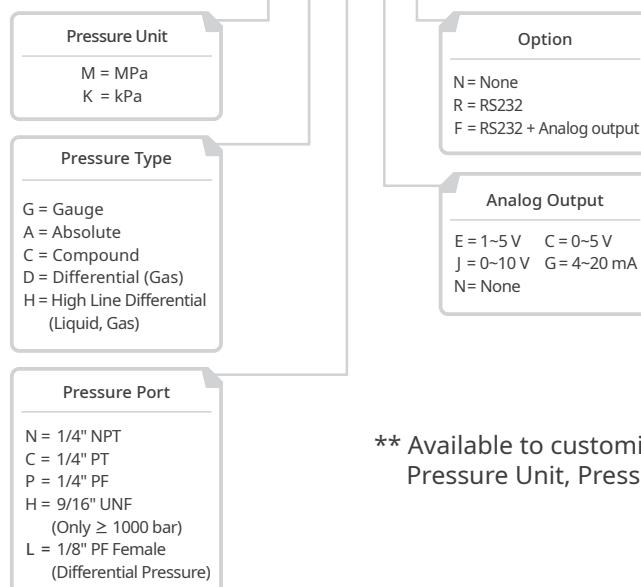 Pressure Unit
M = MPa
K = kPa
Pressure Type
G = Gauge
A = Absolute
C = Compound
D = Differential (Gas)
H = High Line Differential
(Liquid, Gas)
Pressure Port
N = 1/4" NPT
C = 1/4" PT
P = 1/4" PF
H = 9/16" UNF
(Only ≥ 1000 bar)
L = 1/8" PF Female
(Differential Pressure)
Option
N = None
R = RS232
F = RS232 + Analog output
Analog Output
E = 1~5 V C = 0~5 V
J = 0~10 V G = 4~20 mA
N= None
** Available to customi
Pressure Unit, Press